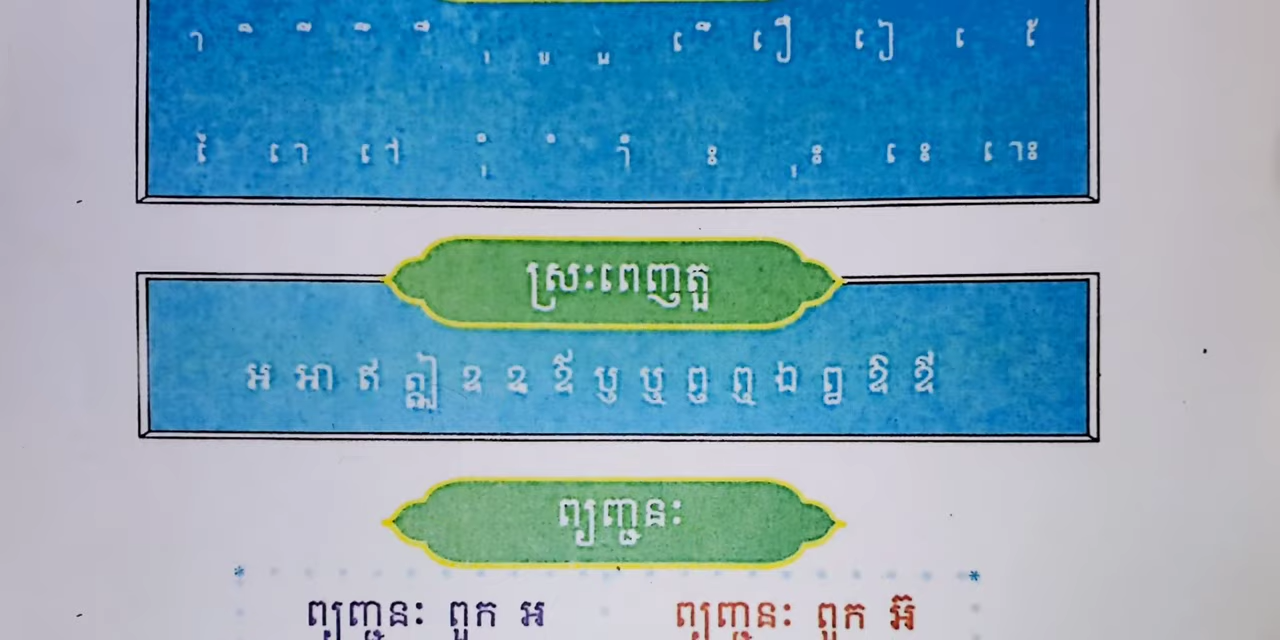 ា ិ ី ឹ ឺ ុ ូ ួ ើ ឿ ៀ េ ែ
ៃ ោ ៅ ុំ ំ ាំ ះ ុះ េះ ោះ
ស្រៈពេញតួ
អ អា ឥ ឦ ឧ ឩ ឪ ឫ ឬ ឭ ឮ ឯ ឰ ឱ ឪ
ព្យញ្ជនៈ
ព្យញ្ជនៈ ពួក អ ព្យញ្ជនៈ ពួក អ៊